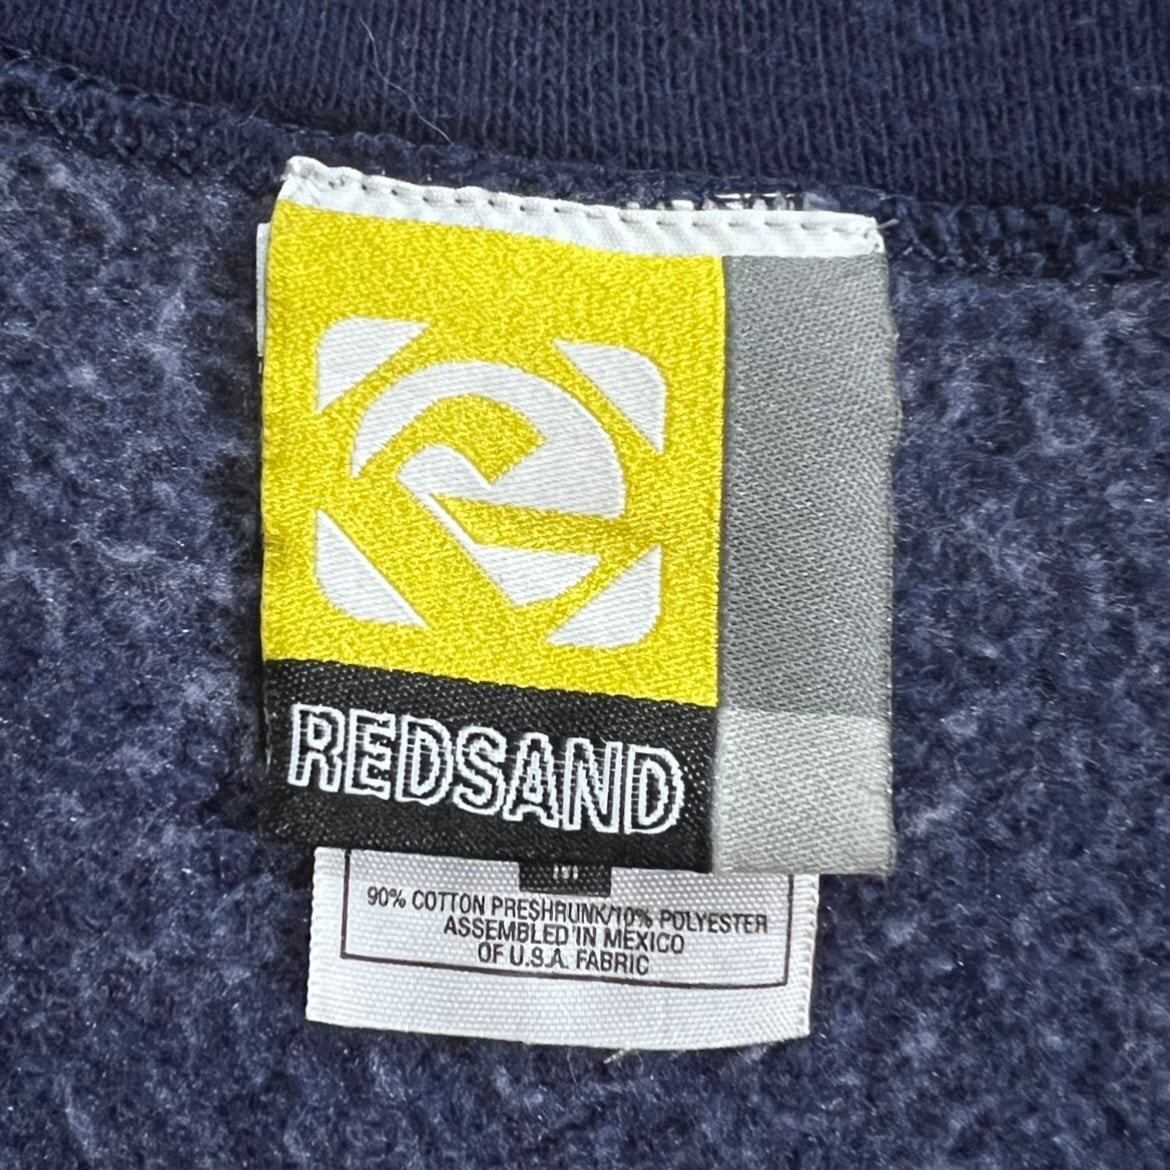 REDSAND
90% COTTON PRESHRUNK/10% POLYESTER
ASSEMBLED IN MEXICO
OF U.S.A. FABRIC